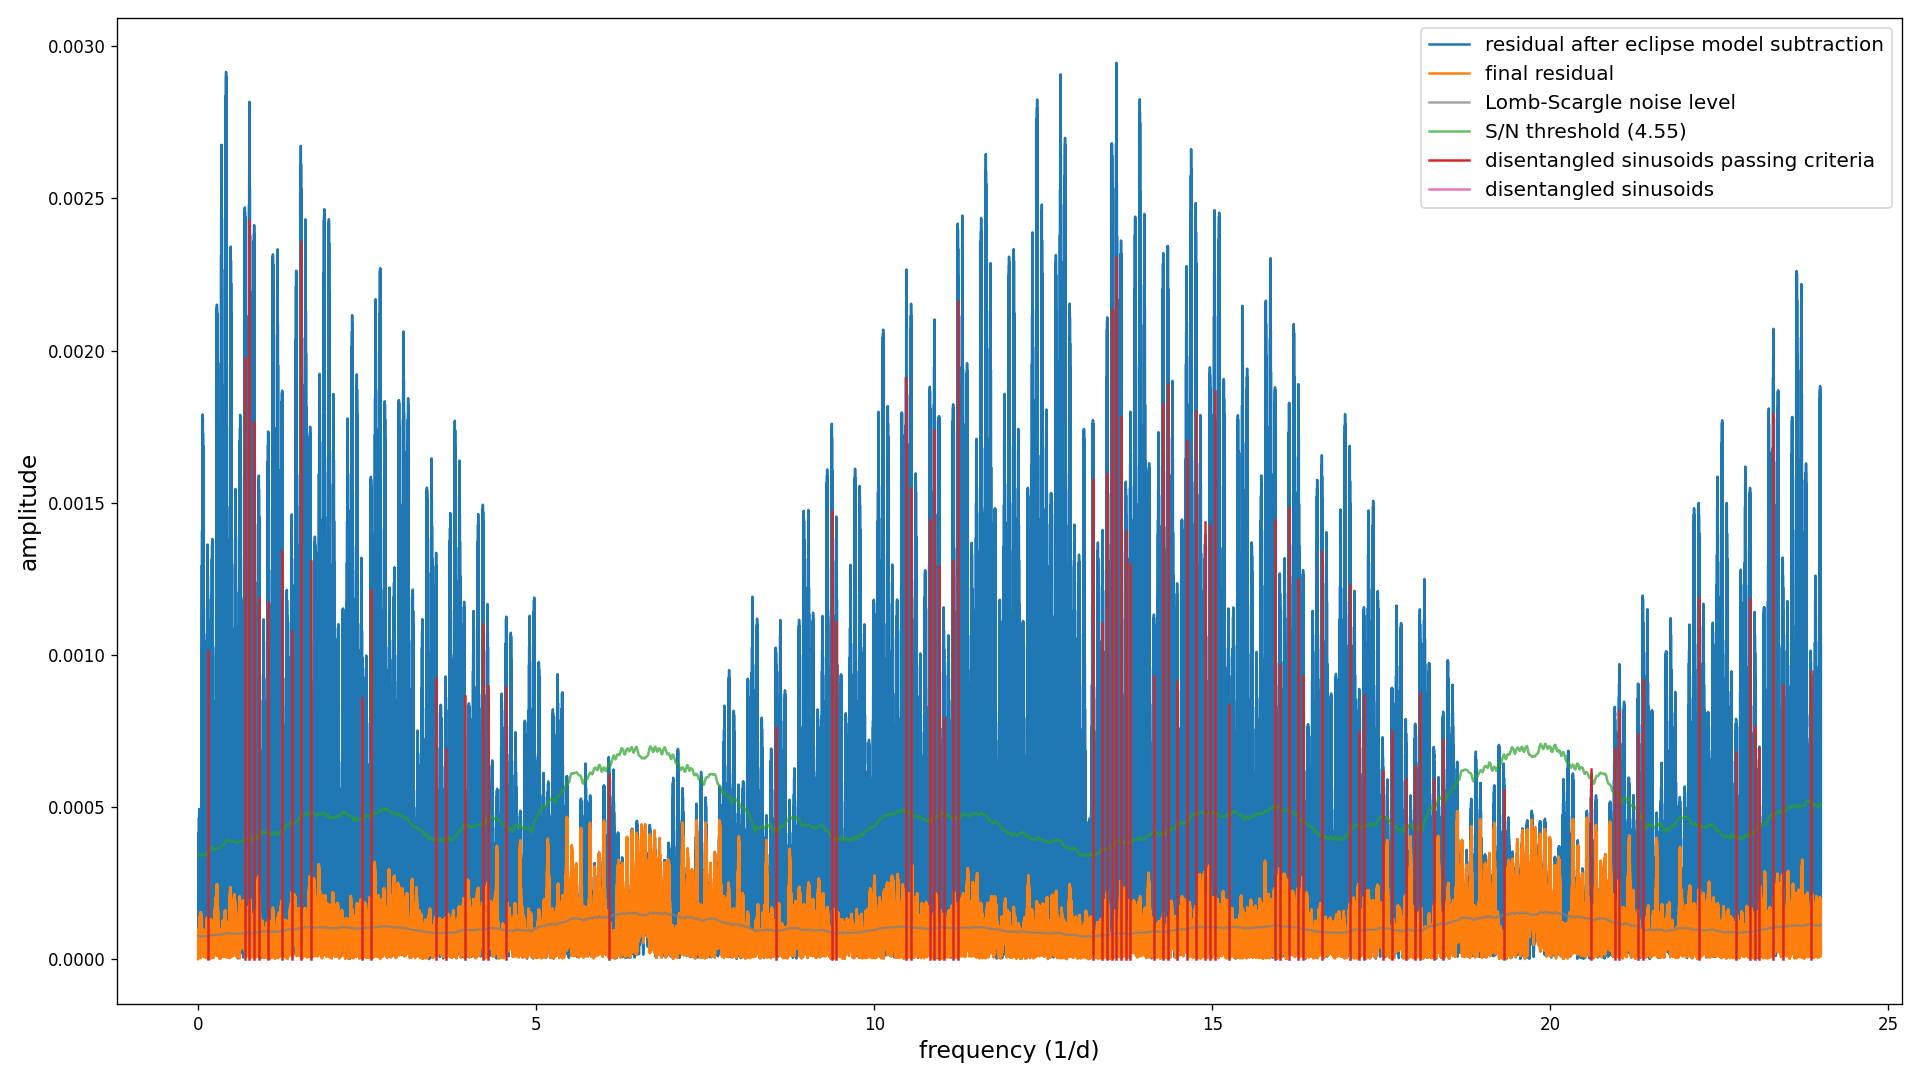 residual after eclipse model subtraction
final residual
Lomb-Scargle noise level
S/N threshold (4.55)
disentangled sinusoids passing criteria
disentangled sinusoids
amplitude
0.0030
0.0025
0.0020
0.0015
0.0010
0.0005
0.0000
0 5 10 15 20 25
frequency (1/d)